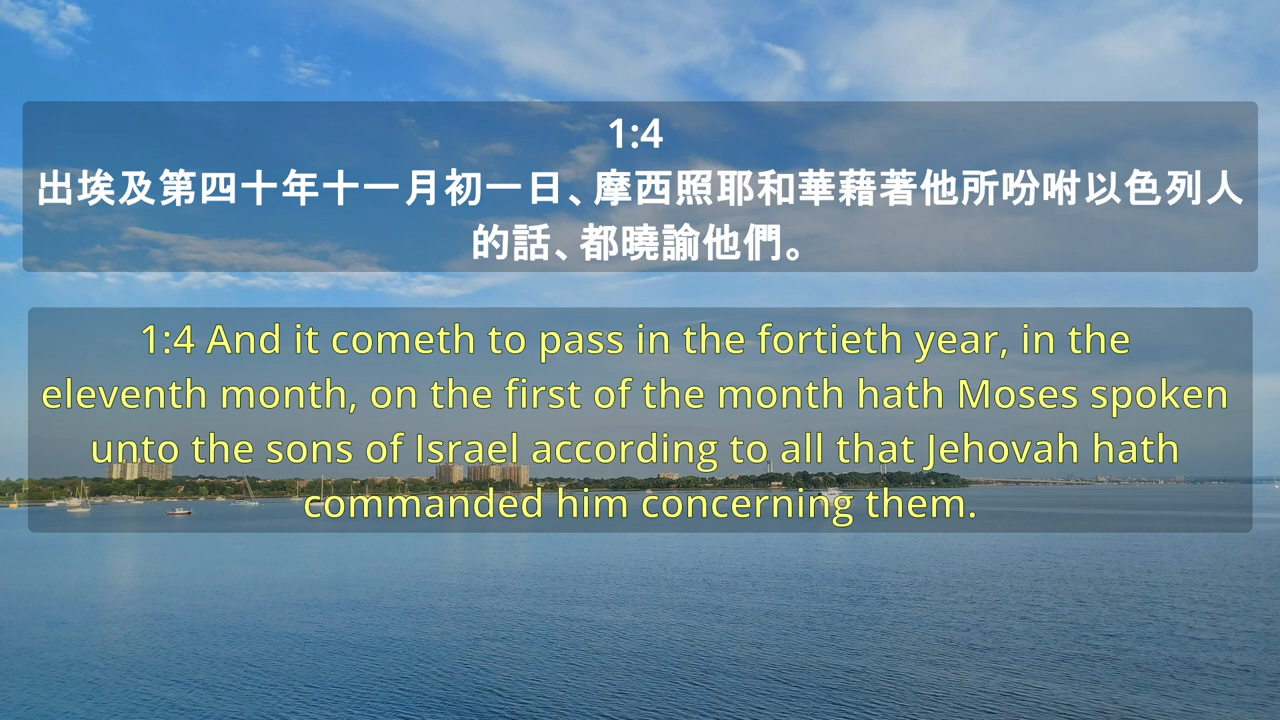 1:4
出埃及第四十年十一月初一日、摩西照耶和華藉著他所吩咐以色列人
的話、都曉諭他們。
1:4 And it cometh to pass in the fortieth year, in the
eleventh month, on the first of the month hath Moses spoken
unto the sons of Israel according to all that Jehovah hath
commanded him concerning them.